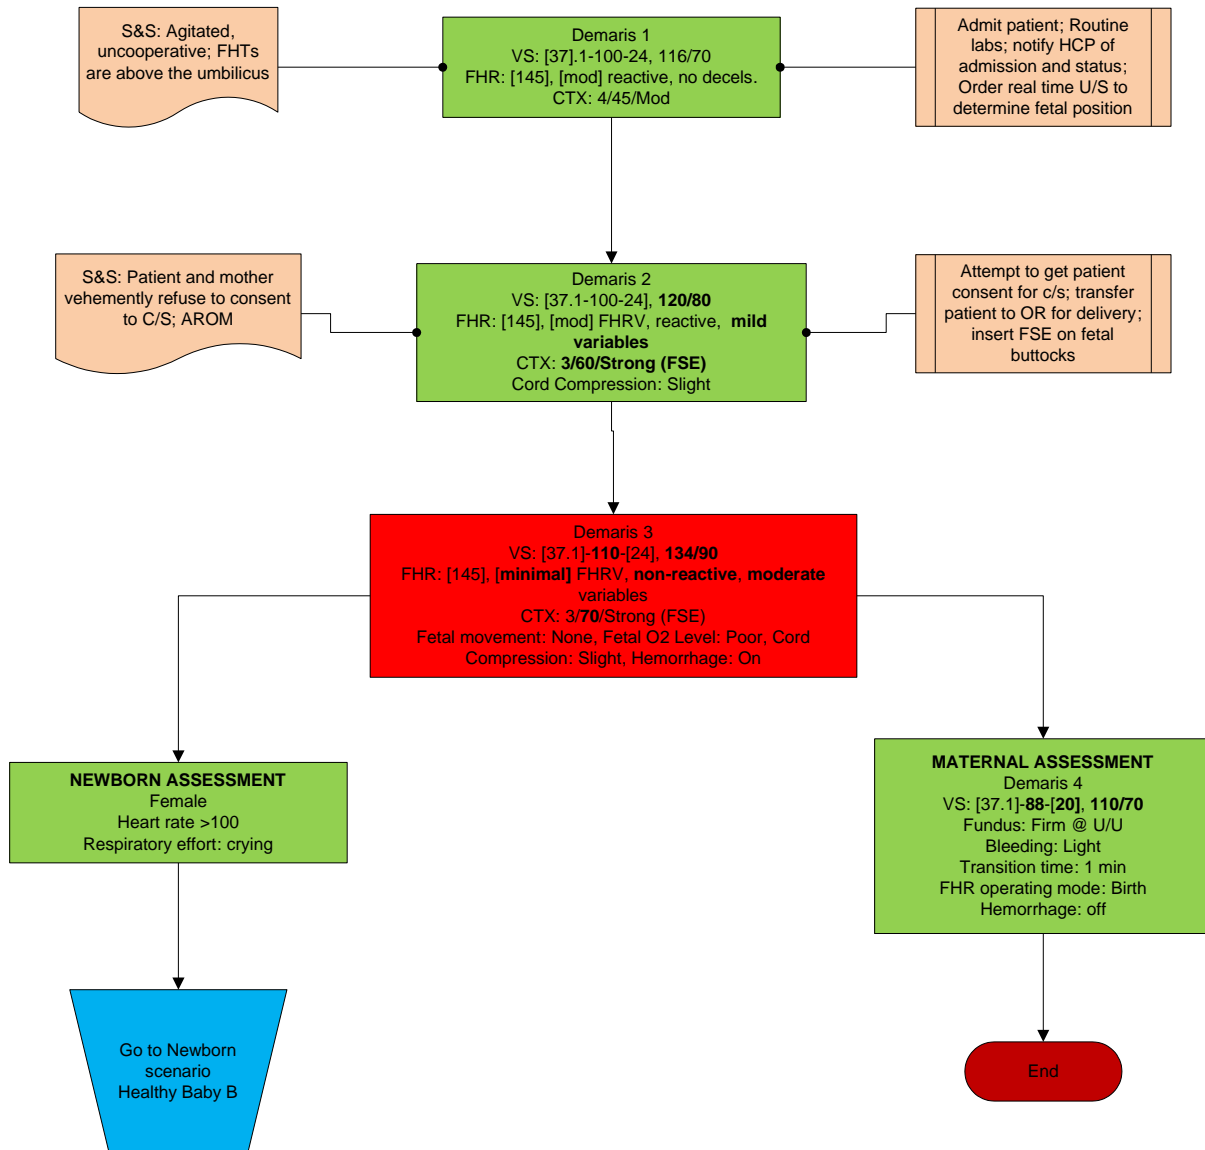 S&S: Agitated,
uncooperative; FHTs
are above the umbilicus
Demaris 1
VS: [37].1-100-24, 116/70
FHR: [145], [mod] reactive, no decels.
CTX: 4/45/Mod
Admit patient; Routine
labs; notify HCP of
admission and status;
Order real time U/S to
determine fetal position
S&S: Patient and mother
vehemently refuse to consent
to C/S; AROM
Demaris 2
VS: [37.1-100-24], 120/80
FHR: [145], [mod] FHRV, reactive, mild
variables
CTX: 3/60/Strong (FSE)
Cord Compression: Slight
Attempt to get patient
consent for c/s; transfer
patient to OR for delivery;
insert FSE on fetal
buttocks
Demaris 3
VS: [37.1]-110-[24], 134/90
FHR: [145], [minimal] FHRV, non-reactive, moderate
variables
CTX: 3/70/Strong (FSE)
Fetal movement: None, Fetal O2 Level: Poor, Cord
Compression: Slight, Hemorrhage: On
NEWBORN ASSESSMENT
Female
Heart rate >100
Respiratory effort: crying
MATERNAL ASSESSMENT
Demaris 4
VS: [37.1]-88-[20], 110/70
Fundus: Firm @ U/U
Bleeding: Light
Transition time: 1 min
FHR operating mode: Birth
Hemorrhage: off
Go to Newborn
scenario
Healthy Baby B
End